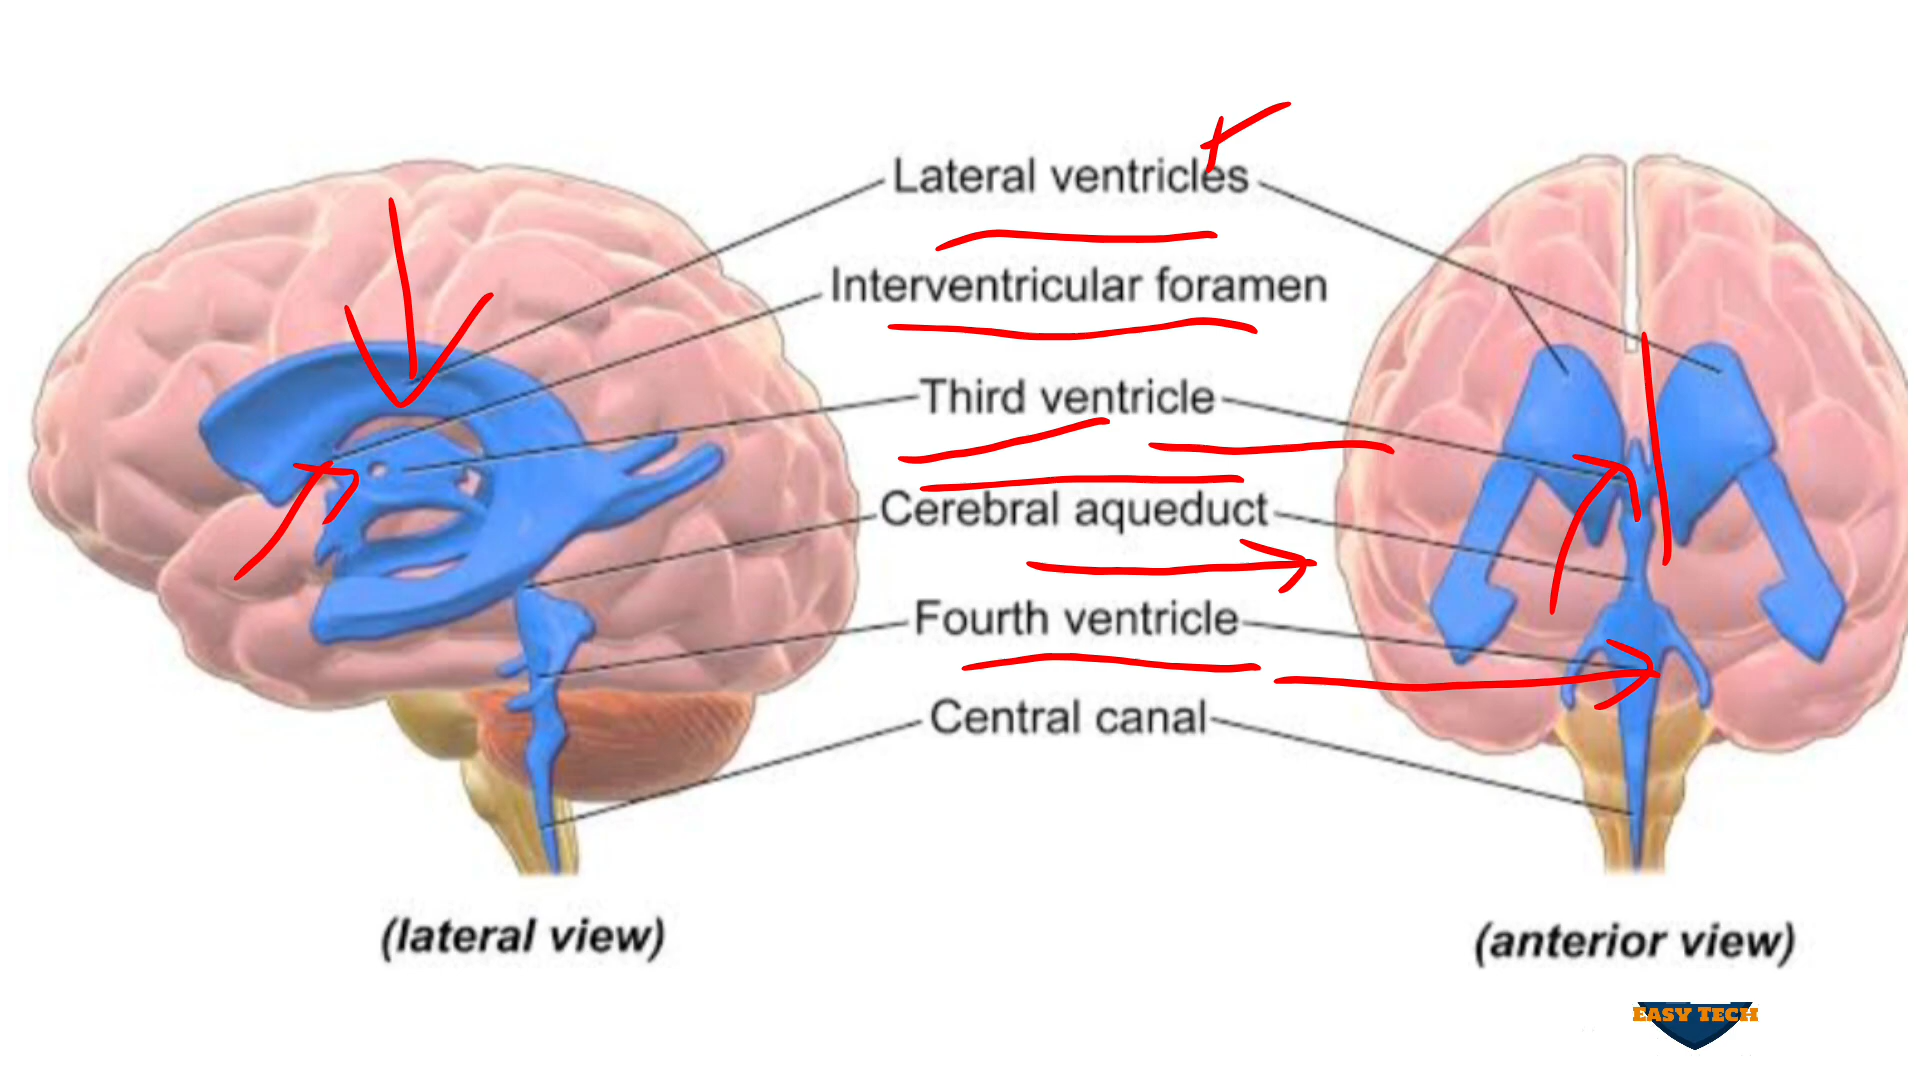 Lateral ventricles
Interventricular foramen
Third ventricle
Cerebral aqueduct
Fourth ventricle
Central canal
(lateral view)
(anterior view)
EASY TECH